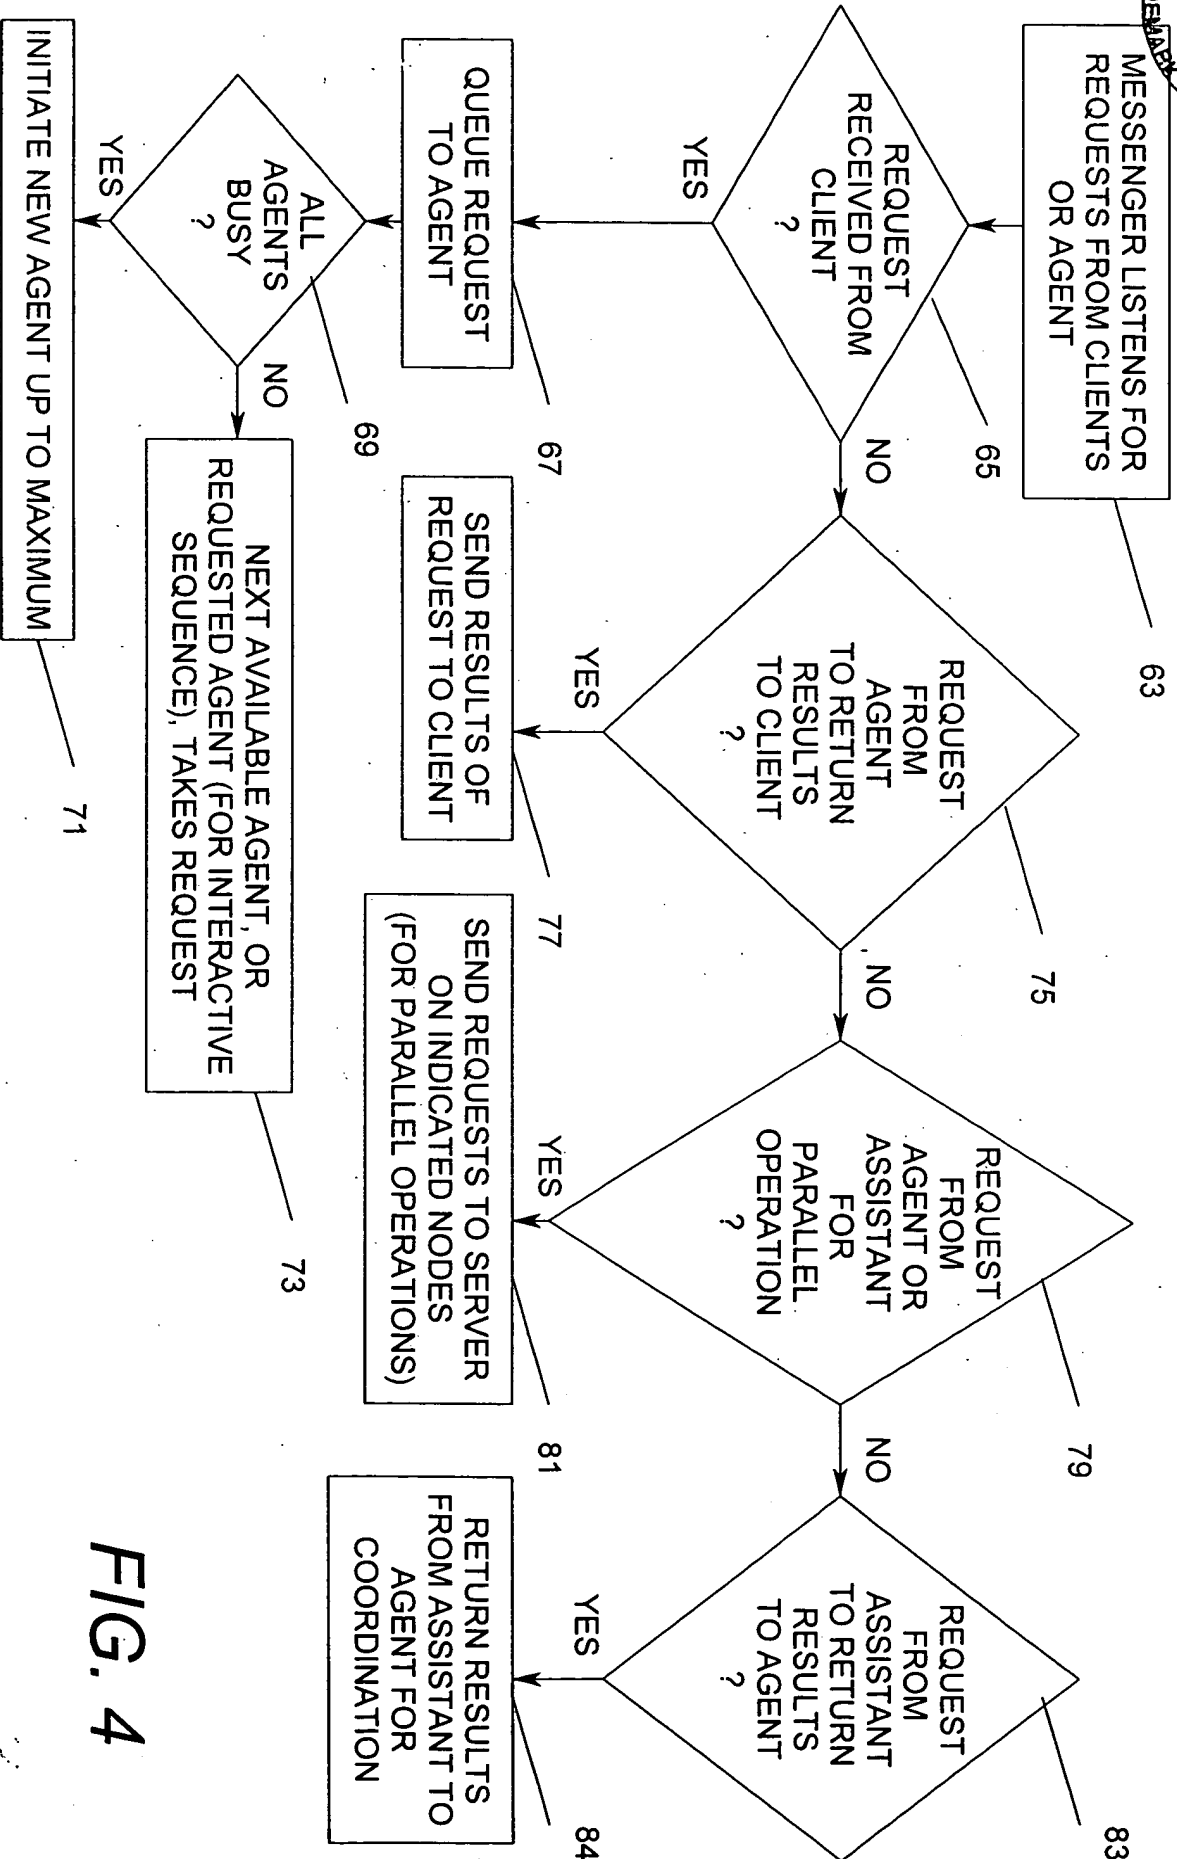 MESSENGER LISTENS FOR
REQUESTS FROM CLIENTS
OR AGENT
63
REQUEST
RECEIVED FROM
CLIENT
?
65
YES
NO
QUEUE REQUEST
TO AGENT
67
ALL
AGENTS
BUSY
?
69
YES
NO
INITIATE NEW AGENT UP TO MAXIMUM
71
NEXT AVAILABLE AGENT, OR
REQUESTED AGENT (FOR INTERACTIVE
SEQUENCE), TAKES REQUEST
73
REQUEST
FROM
AGENT
TO RETURN
RESULTS
TO CLIENT
?
75
YES
NO
SEND RESULTS OF
REQUEST TO CLIENT
77
REQUEST
FROM
AGENT OR
ASSISTANT
FOR
PARALLEL
OPERATION
?
79
YES
NO
SEND REQUESTS TO SERVER
ON INDICATED NODES
(FOR PARALLEL OPERATIONS)
81
REQUEST
FROM
ASSISTANT
TO RETURN
RESULTS
TO AGENT
?
83
YES
RETURN RESULTS
FROM ASSISTANT TO
AGENT FOR
COORDINATION
84
FIG. 4